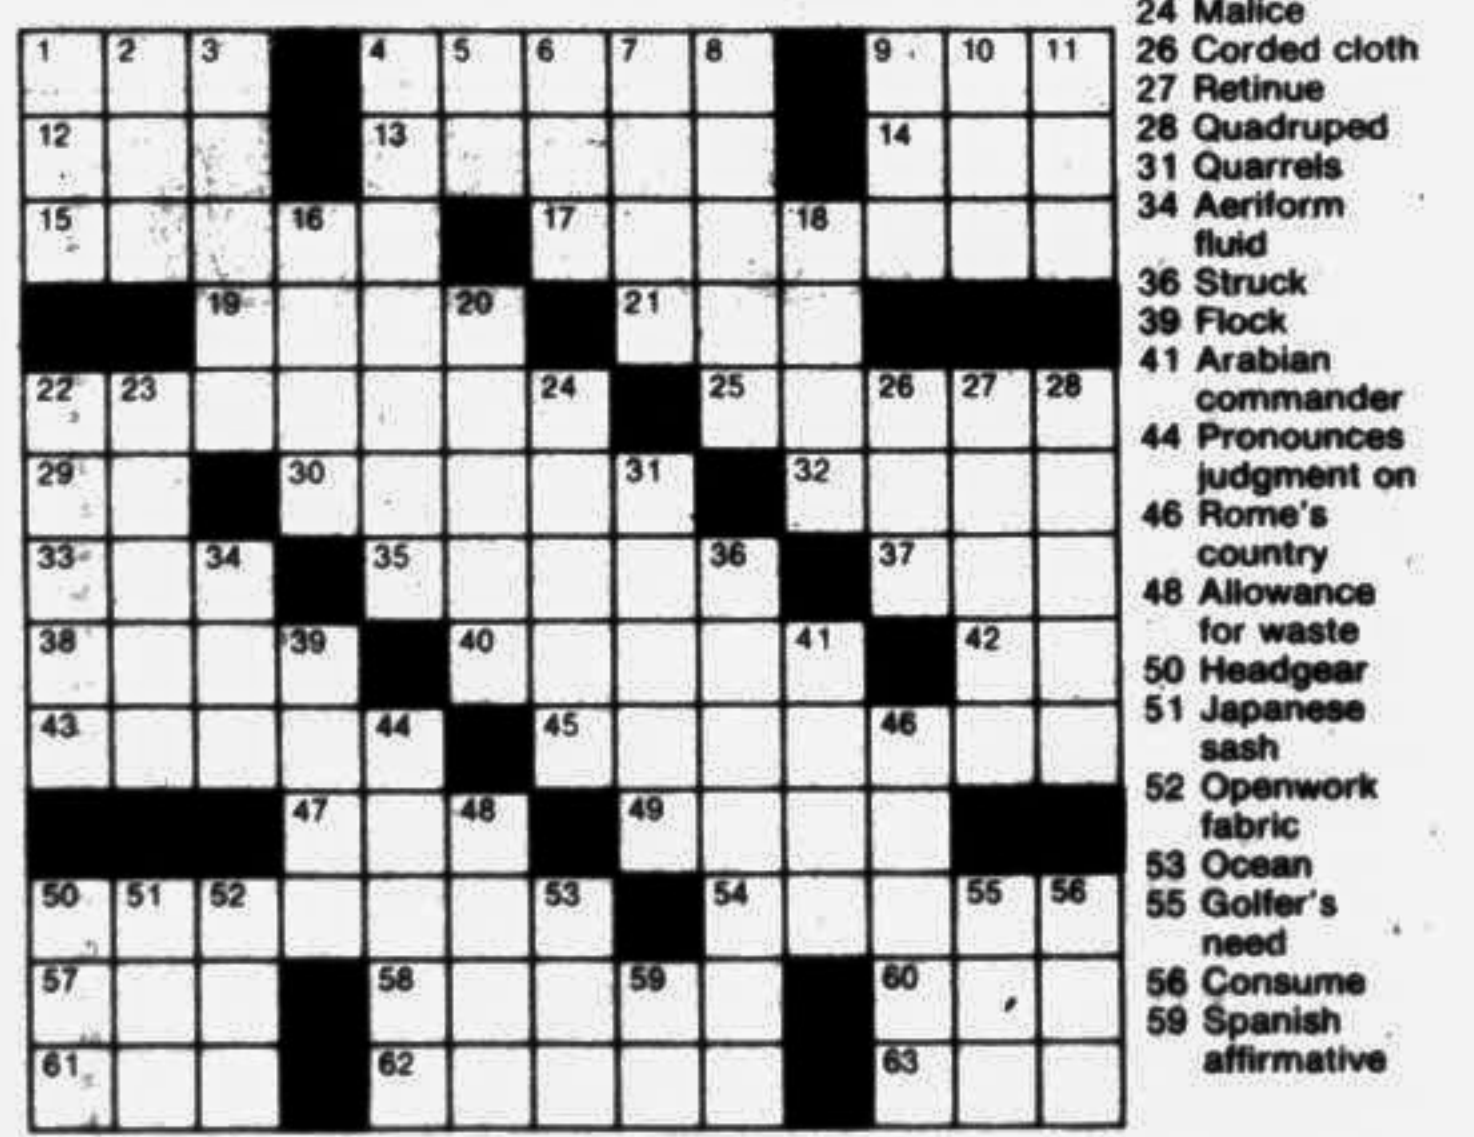 1 2 3 4 5 6 7 8 9 10 11
12 13 14
15 16 17 18
19 20 21
22 23 24 25 26 27 28
29 30 31 32
33 34 35 36 37
38 39 40 41 42
43 44 45 46
47 48 49
50 51 52 53 54 55 56
57 58 59 60
61 62 63
24 Malice
26 Corded cloth
27 Retinue
28 Quadruped
31 Quarrels
34 Aeriform
fluid
36 Struck
39 Flock
41 Arabian
commander
44 Pronounces
judgment on
46 Rome's
country
48 Allowance
for waste
50 Headgear
51 Japanese
sash
52 Openwork
fabric
53 Ocean
55 Golfer's
need
56 Consume
59 Spanish
affirmative